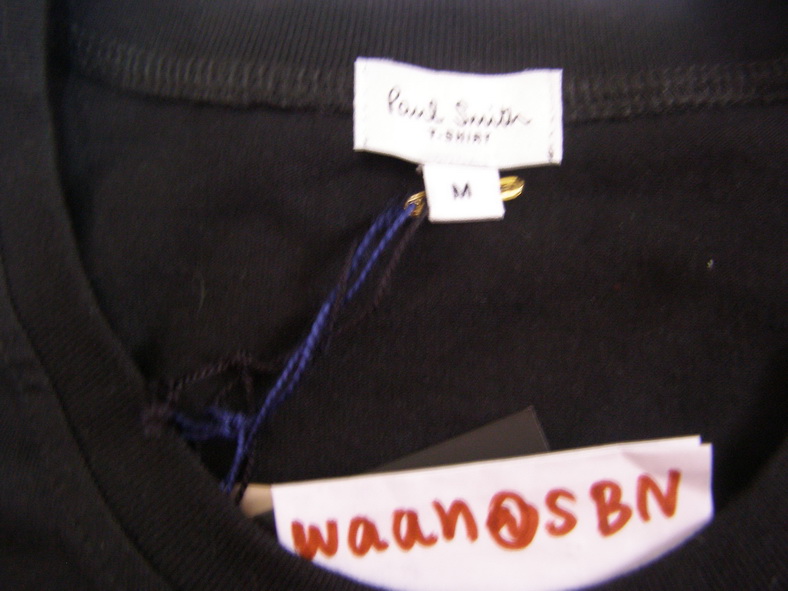 Paul Smith
T-SHIRT
M
waan@SBN